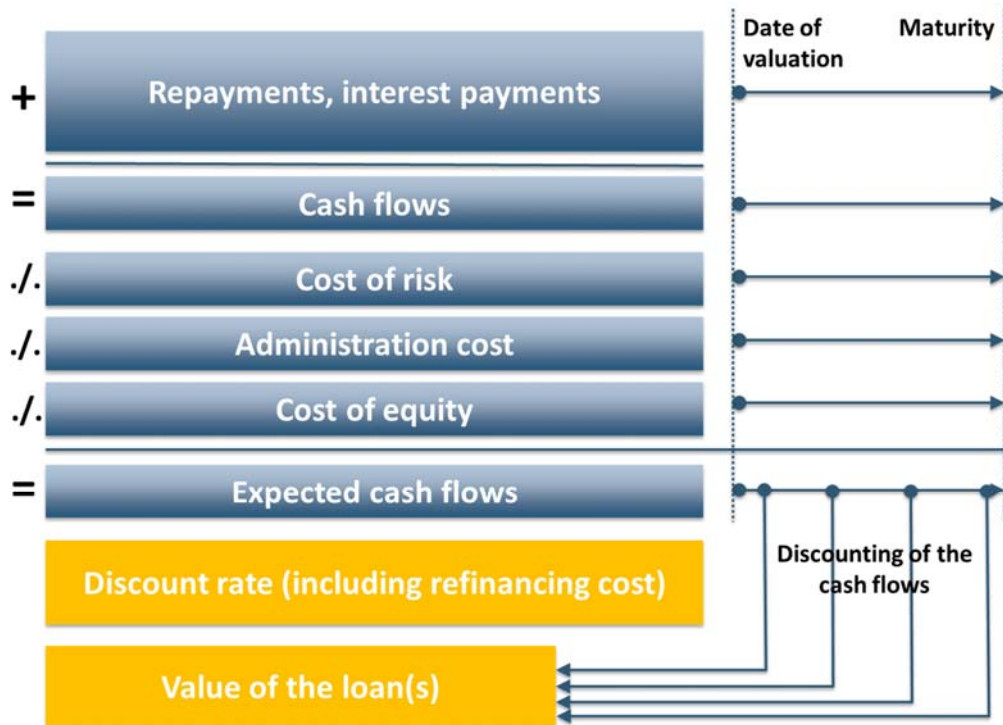 Date of valuation
Maturity
+ Repayments, interest payments
= Cash flows
./. Cost of risk
./. Administration cost
./. Cost of equity
= Expected cash flows
Discounting of the
cash flows
Discount rate (including refinancing cost)
Value of the loan(s)